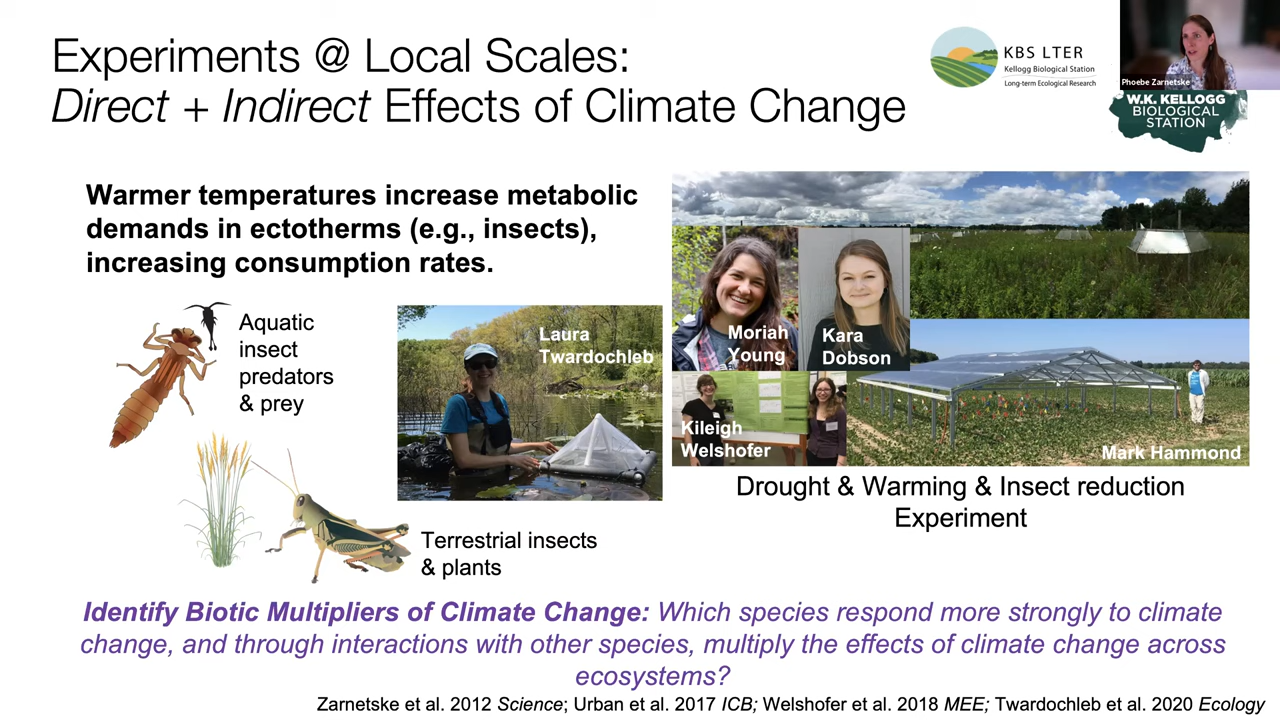 Experiments @ Local Scales:
Direct + Indirect Effects of Climate Change
KBS LTER
Kellogg Biological Station
Long-term Ecological Research
Phoebe Zarnetske
W.K. KELLOGG
BIOLOGICAL
STATION
Warmer temperatures increase metabolic
demands in ectotherms (e.g., insects),
increasing consumption rates.
Aquatic
insect
predators
& prey
Laura
Twardochleb
Moriah
Young
Kara
Dobson
Kileigh
Welshofer
Mark Hammond
Drought & Warming & Insect reduction
Experiment
Terrestrial insects
& plants
Identify Biotic Multipliers of Climate Change: Which species respond more strongly to climate
change, and through interactions with other species, multiply the effects of climate change across
ecosystems?
Zarnetske et al. 2012 Science; Urban et al. 2017 ICB; Welshofer et al. 2018 MEE; Twardochleb et al. 2020 Ecology